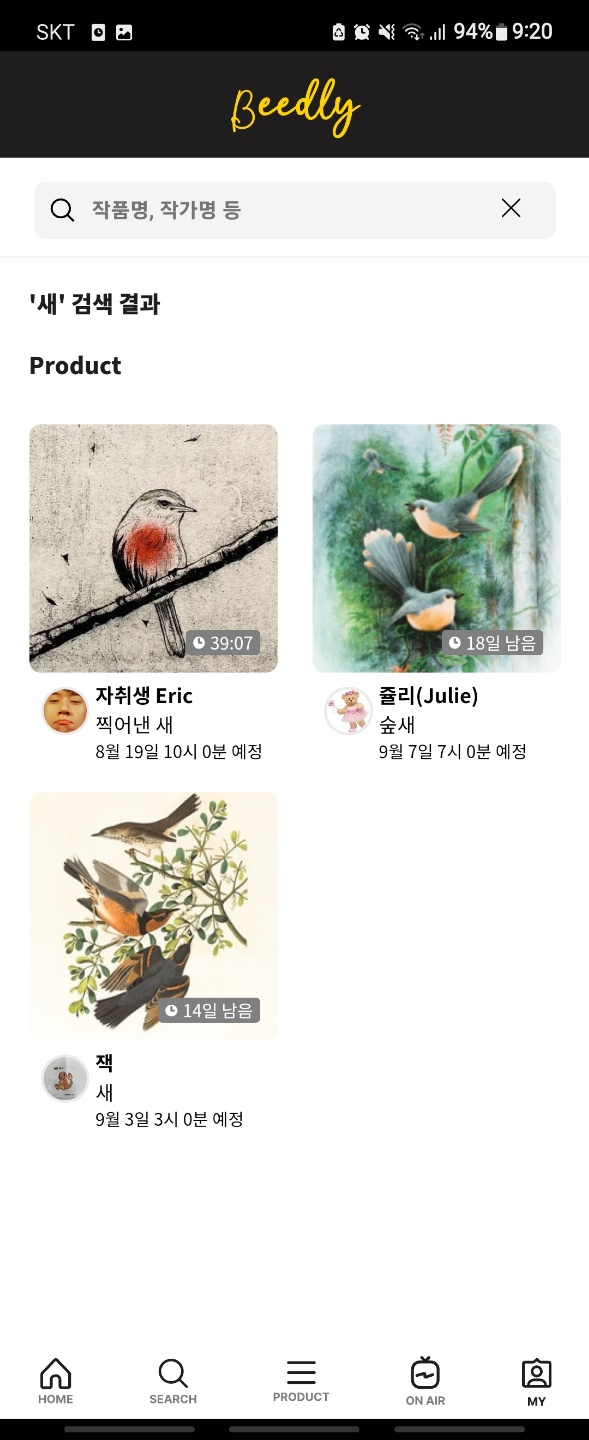 SKT 94% 9:20
Beedly
작품명, 작가명 등
'새' 검색 결과
Product
39:07
자취생 Eric
찍어낸 새
8월 19일 10시 0분 예정
18일 남음
쥴리(Julie)
숲새
9월 7일 7시 0분 예정
14일 남음
잭
새
9월 3일 3시 0분 예정
HOME SEARCH PRODUCT ON AIR MY